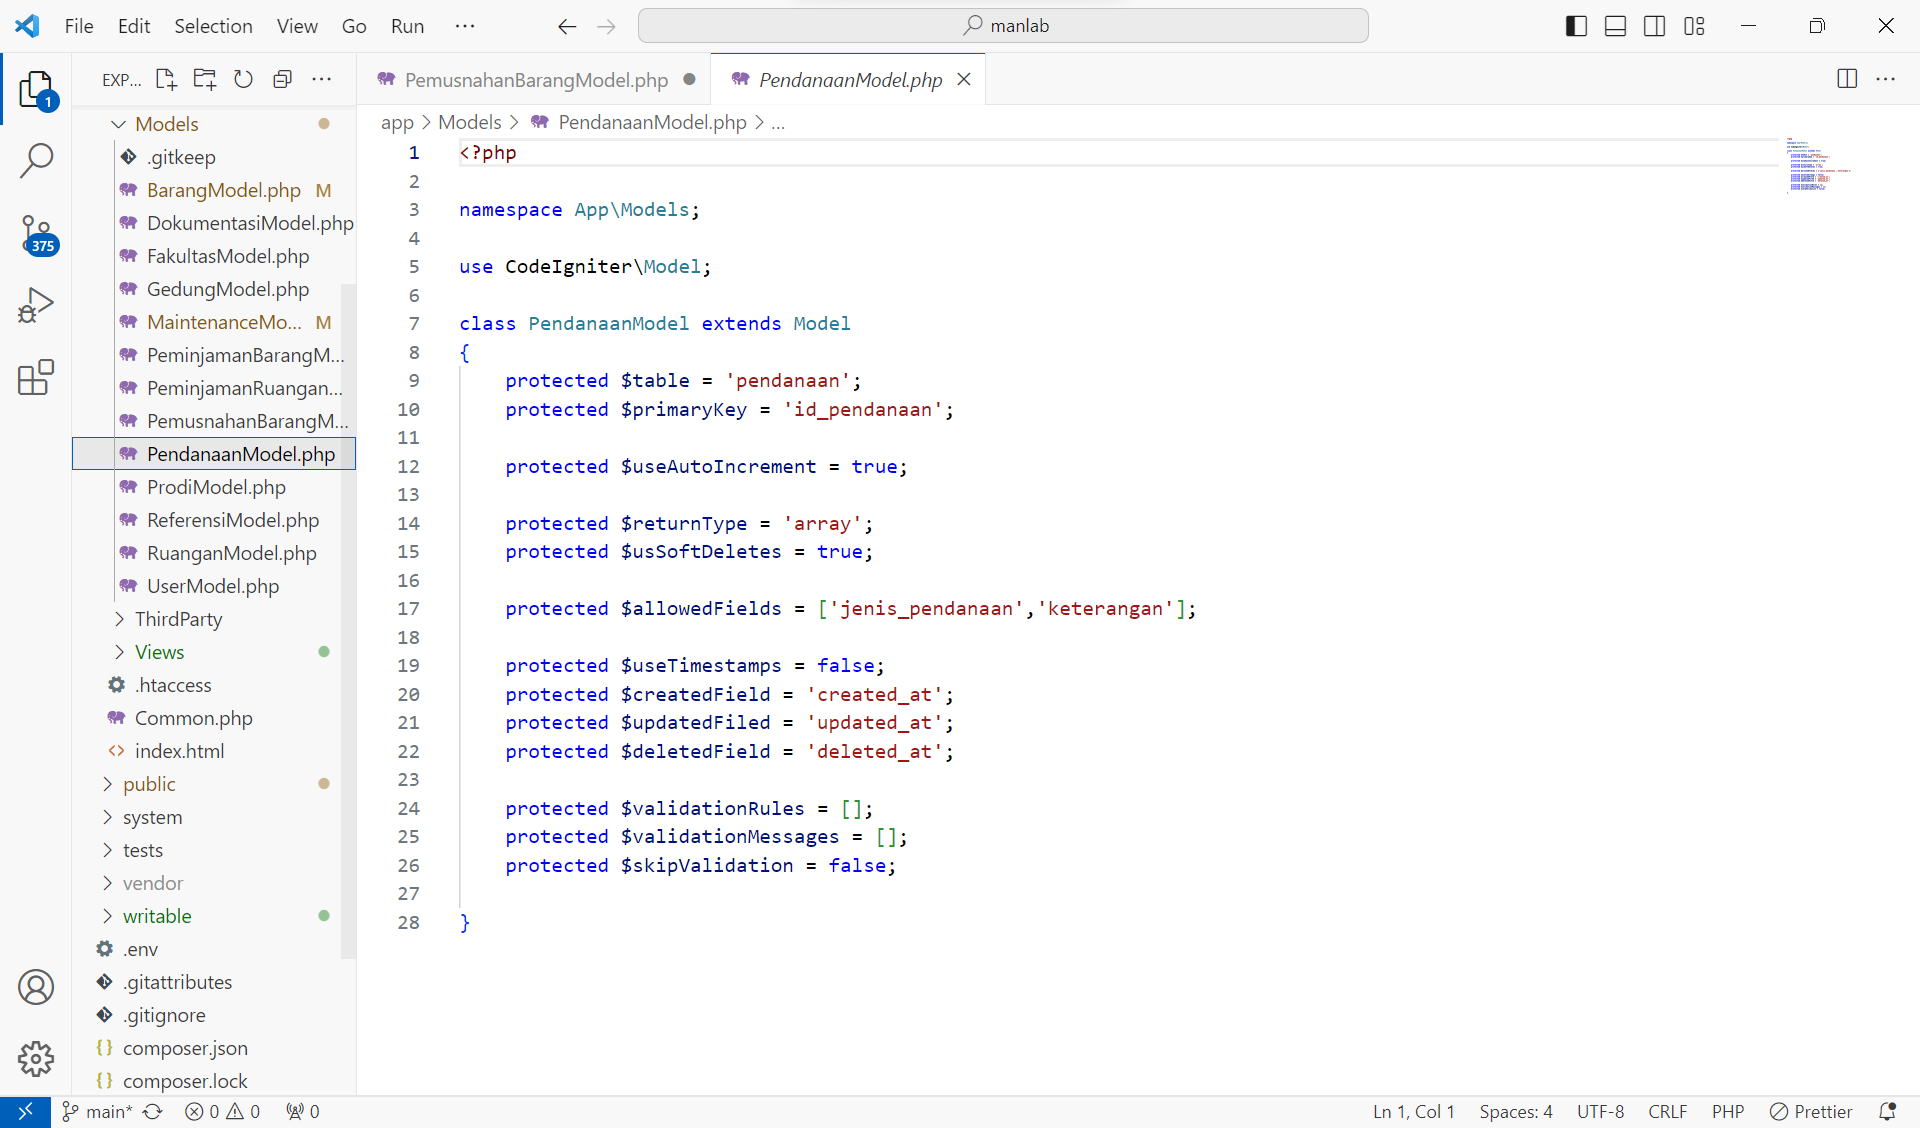 File Edit Selection View Go Run ···
manlab
EXP...
PemusnahanBarangModel.php
PendanaanModel.php
app > Models > PendanaanModel.php > ...
1
375
Models
.gitkeep
BarangModel.php M
DokumentasiModel.php
FakultasModel.php
GedungModel.php
MaintenanceMo... M
PeminjamanBarangM...
PeminjamanRuangan...
PemusnahanBarangM...
PendanaanModel.php
ProdiModel.php
ReferensiModel.php
RuanganModel.php
UserModel.php
ThirdParty
Views
.htaccess
Common.php
index.html
public
system
tests
vendor
writable
.env
.gitattributes
.gitignore
composer.json
composer.lock
1 <?php
2
3 namespace App\Models;
4
5 use CodeIgniter\Model;
6
7 class PendanaanModel extends Model
8 {
9 protected $table = 'pendanaan';
10 protected $primaryKey = 'id_pendanaan';
11
12 protected $useAutoIncrement = true;
13
14 protected $returnType = 'array';
15 protected $usSoftDeletes = true;
16
17 protected $allowedFields = ['jenis_pendanaan','keterangan'];
18
19 protected $useTimestamps = false;
20 protected $createdField = 'created_at';
21 protected $updatedFiled = 'updated_at';
22 protected $deletedField = 'deleted_at';
23
24 protected $validationRules = [];
25 protected $validationMessages = [];
26 protected $skipValidation = false;
27
28 }
main* 0 0 0
Ln 1, Col 1 Spaces: 4 UTF-8 CRLF PHP Prettier